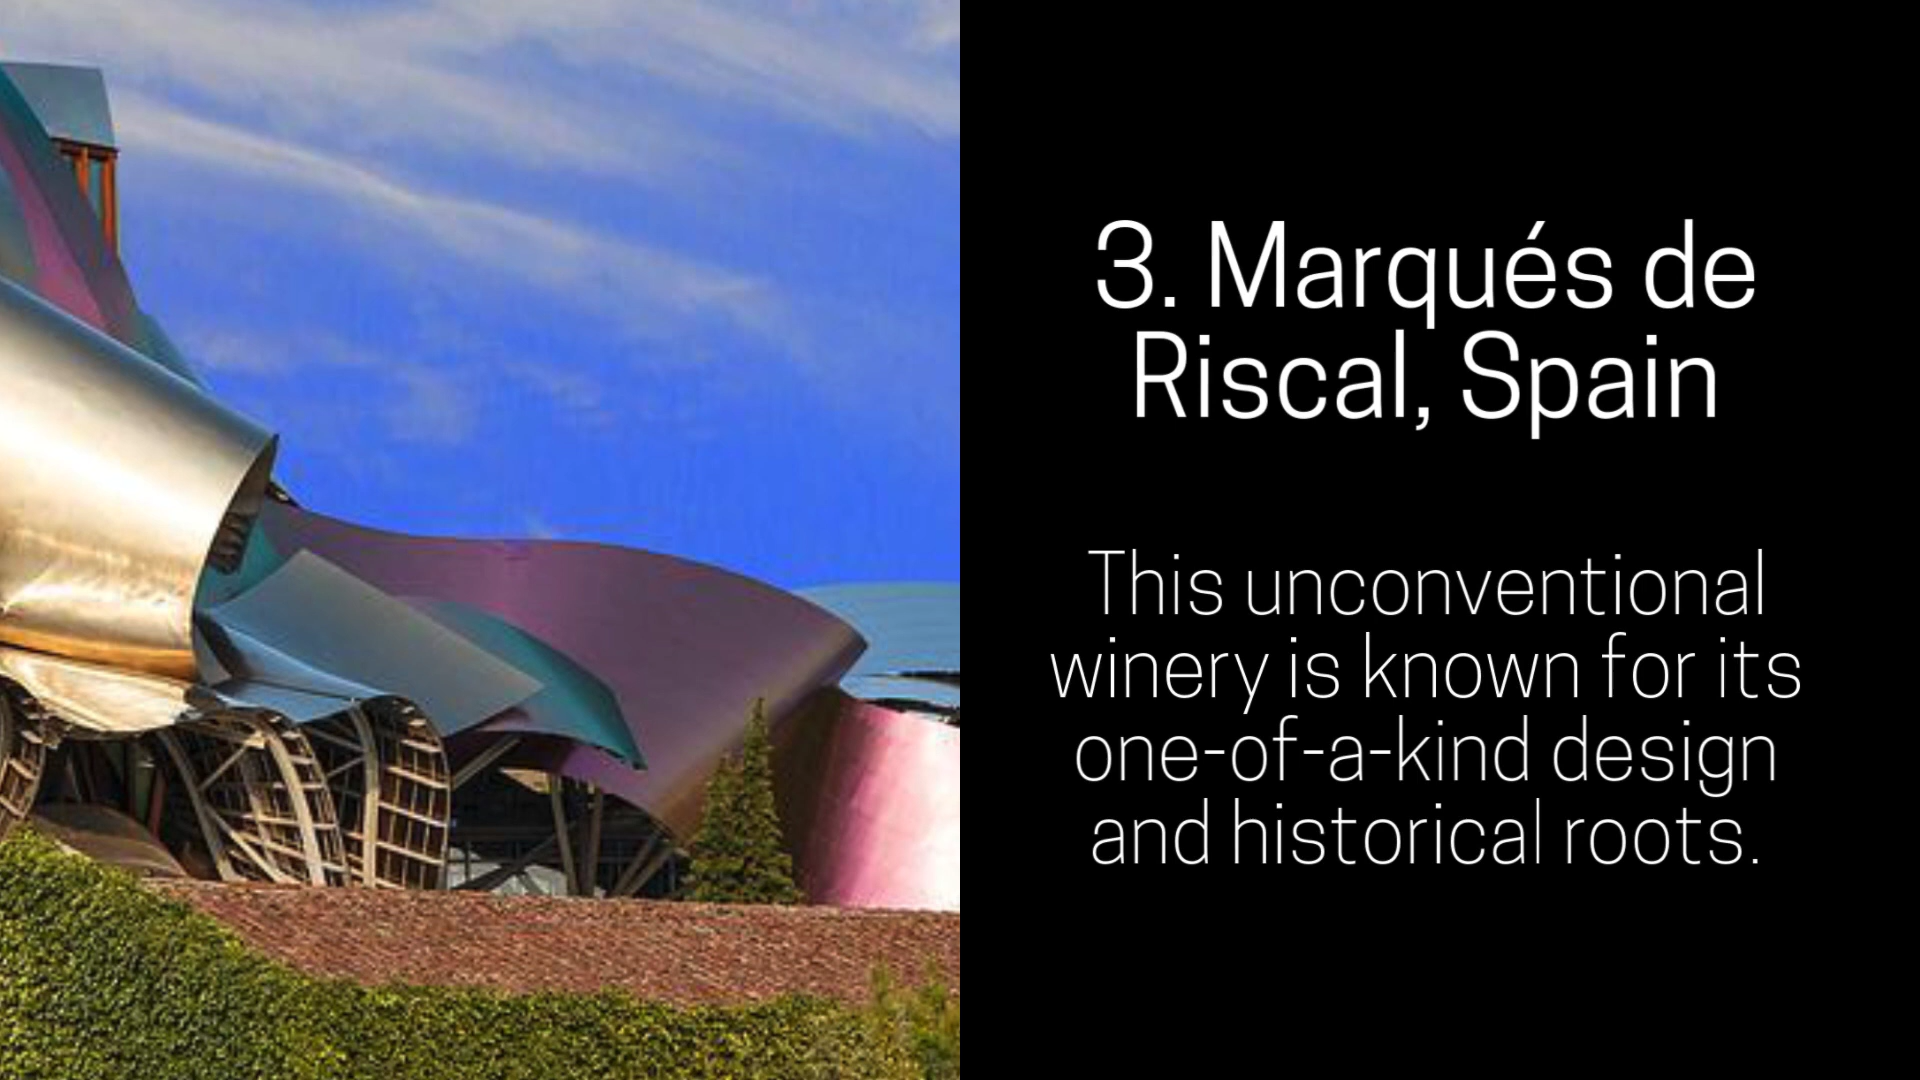 3. Marqués de
Riscal, Spain
This unconventional
winery is known for its
one-of-a-kind design
and historical roots.